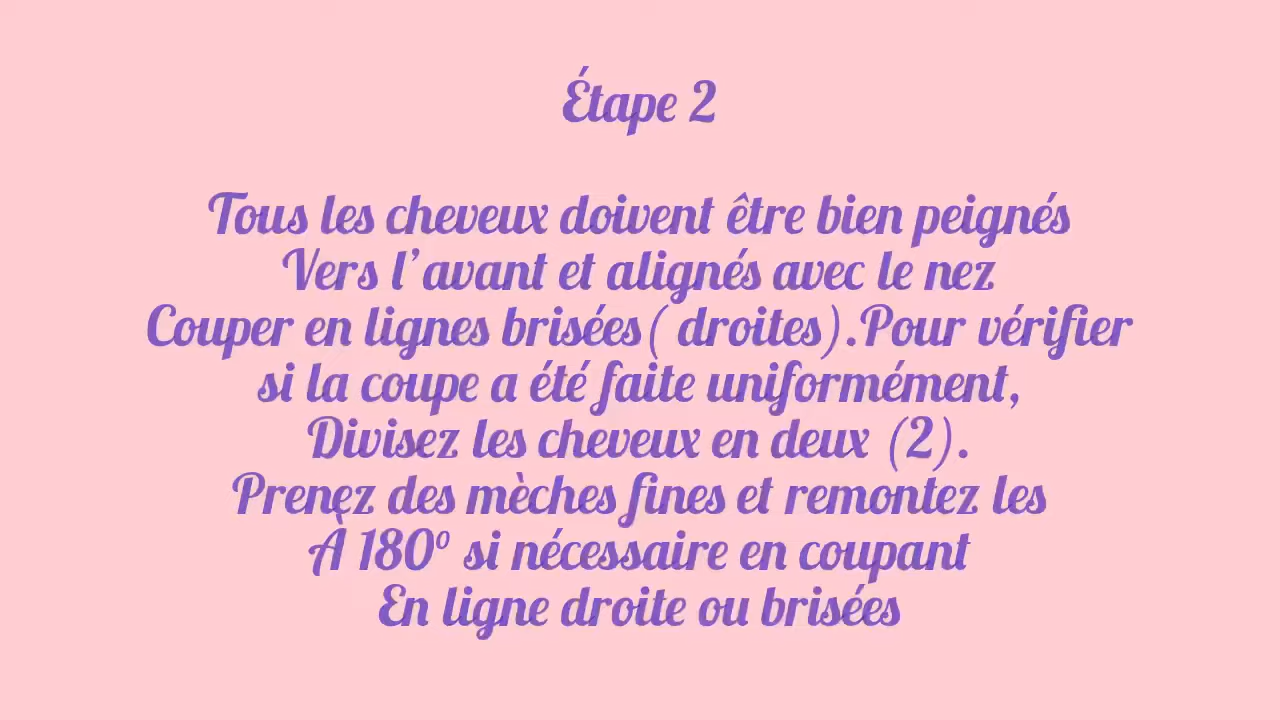 Étape 2
Tous les cheveux doivent être bien peignés
Vers l’avant et alignés avec le nez
Couper en lignes brisées( droites).Pour vérifier
si la coupe a été faite uniformément,
Divisez les cheveux en deux (2).
Prenez des mèches fines et remontez les
À 180º si nécessaire en coupant
En ligne droite ou brisées